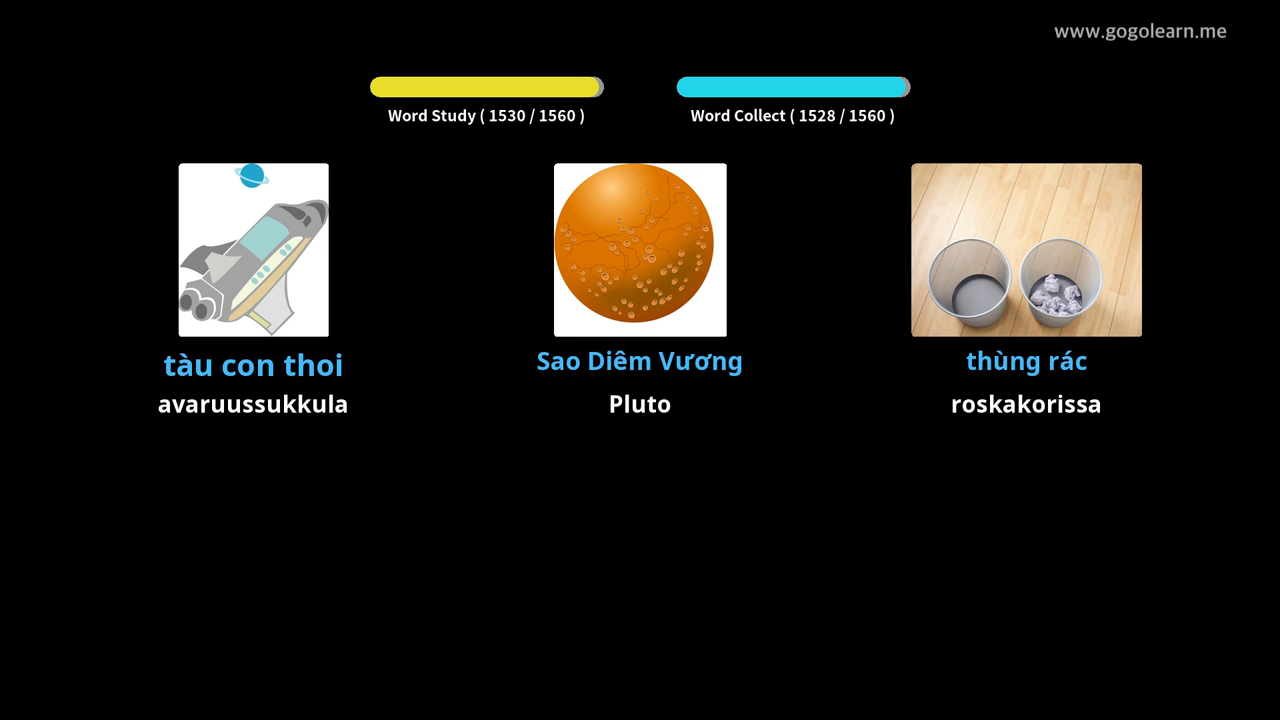 www.gogolearn.me
Word Study ( 1530 / 1560 )
Word Collect ( 1528 / 1560 )
tàu con thoi
Sao Diêm Vương
thùng rác
avaruussukkula
Pluto
roskakorissa